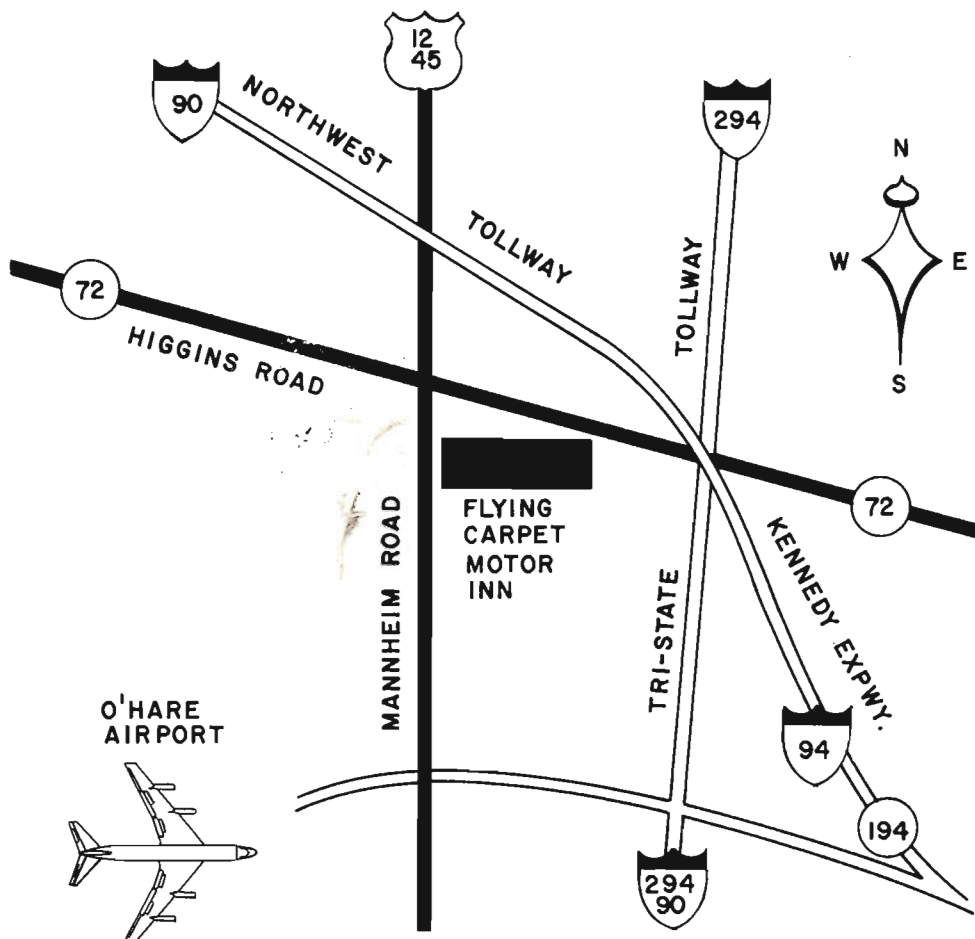 12
45
90
NORTHWEST
TOLLWAY
294
N
W E
S
72
HIGGINS ROAD
TOLLWAY
MANNHEIM ROAD
FLYING
CARPET
MOTOR
INN
72
TRI-STATE
KENNEDY EXPWY.
O'HARE
AIRPORT
94
194
294
90